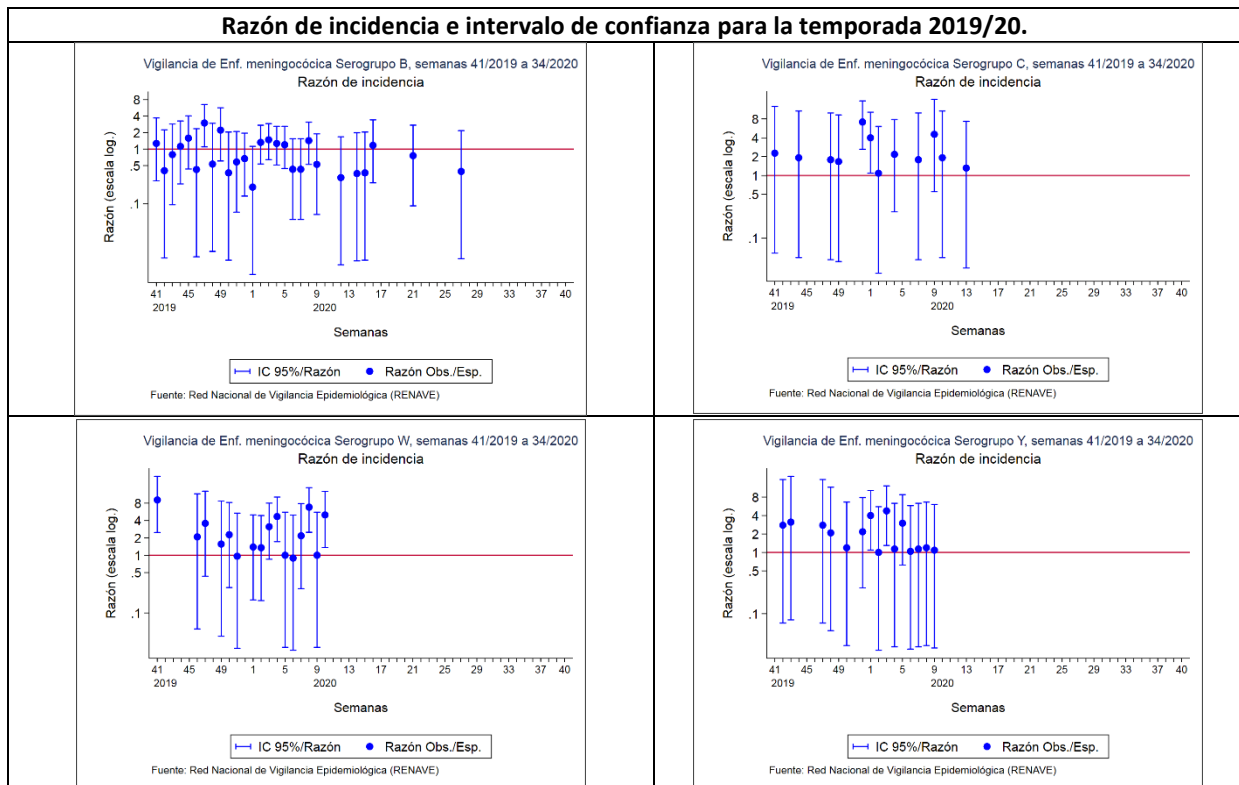 Razón de incidencia e intervalo de confianza para la temporada 2019/20.
Vigilancia de Enf. meningocócica Serogrupo B, semanas 41/2019 a 34/2020
Razón de incidencia
Razón (escala log.)
8
4
2
1
.5
.1
41 45 49 1 5 9 13 17 21 25 29 33 37 40
2019 2020
Semanas
IC 95%/Razón Razón Obs./Esp.
Fuente: Red Nacional de Vigilancia Epidemiológica (RENAVE)
Vigilancia de Enf. meningocócica Serogrupo C, semanas 41/2019 a 34/2020
Razón de incidencia
Razón (escala log.)
8
4
2
1
.5
.1
41 45 49 1 5 9 13 17 21 25 29 33 37 40
2019 2020
Semanas
IC 95%/Razón Razón Obs./Esp.
Fuente: Red Nacional de Vigilancia Epidemiológica (RENAVE)
Vigilancia de Enf. meningocócica Serogrupo W, semanas 41/2019 a 34/2020
Razón de incidencia
Razón (escala log.)
8
4
2
1
.5
.1
41 45 49 1 5 9 13 17 21 25 29 33 37 40
2019 2020
Semanas
IC 95%/Razón Razón Obs./Esp.
Fuente: Red Nacional de Vigilancia Epidemiológica (RENAVE)
Vigilancia de Enf. meningocócica Serogrupo Y, semanas 41/2019 a 34/2020
Razón de incidencia
Razón (escala log.)
8
4
2
1
.5
.1
41 45 49 1 5 9 13 17 21 25 29 33 37 40
2019 2020
Semanas
IC 95%/Razón Razón Obs./Esp.
Fuente: Red Nacional de Vigilancia Epidemiológica (RENAVE)